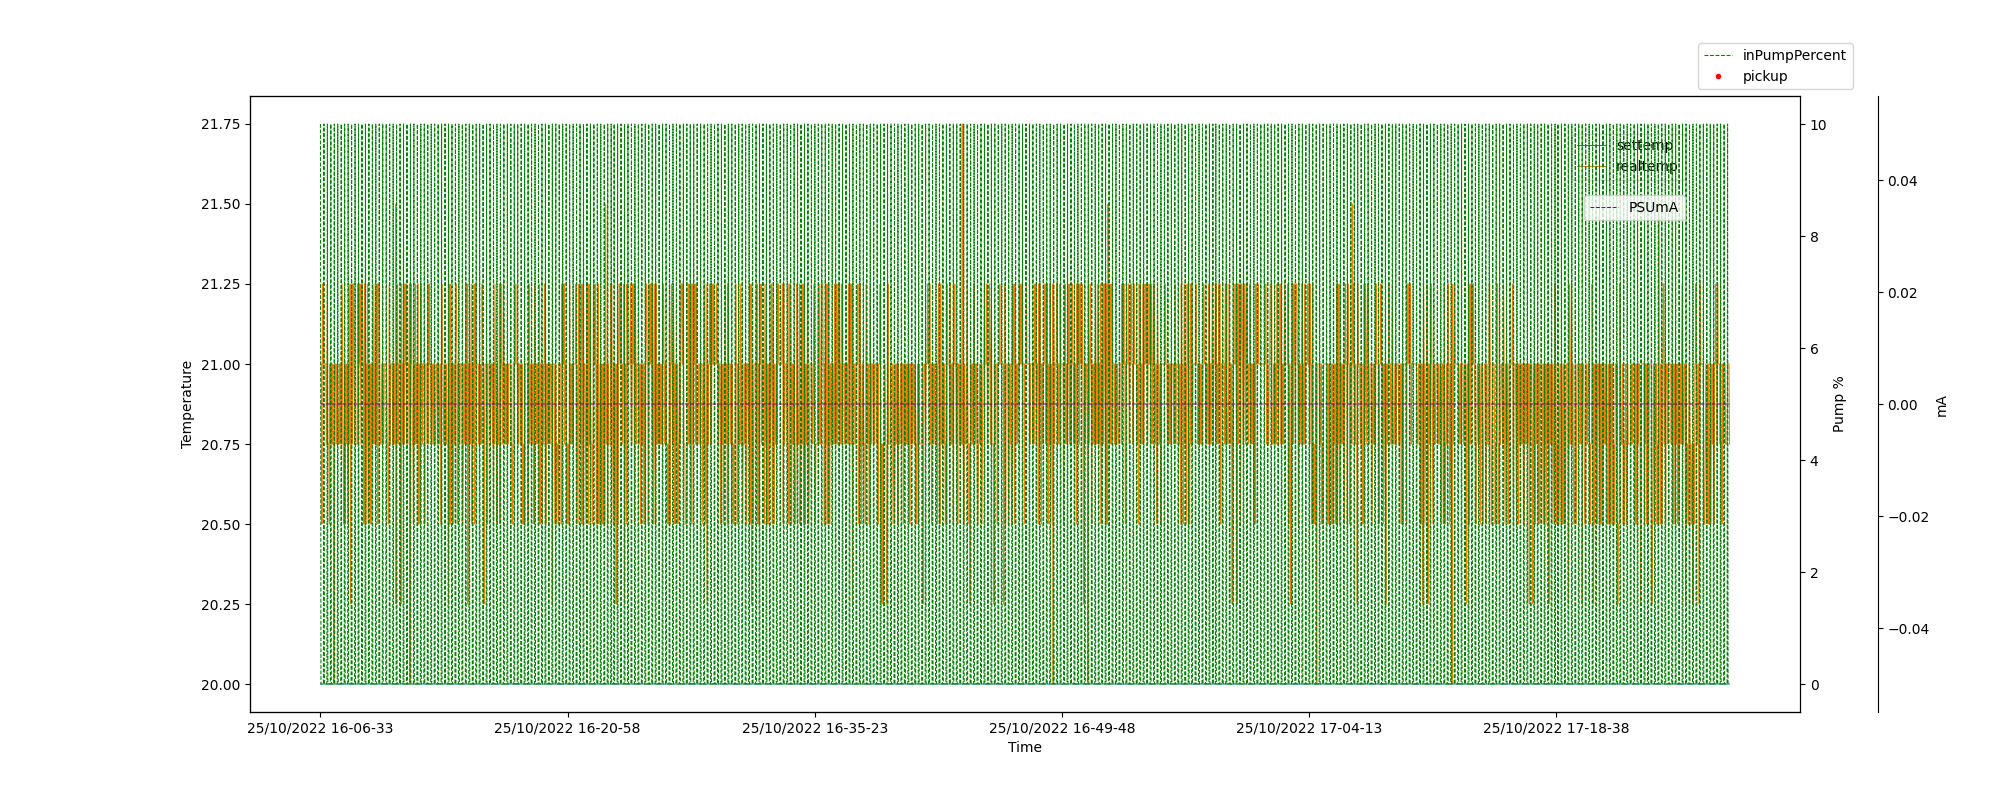 inPumpPercent
pickup
21.75
21.50
21.25
21.00
20.75
20.50
20.25
20.00
Temperature
settemp
realtemp
PSUmA
10
8
6
4
2
0
Pump %
0.04
0.02
0.00
−0.02
−0.04
mA
25/10/2022 16-06-33
25/10/2022 16-20-58
25/10/2022 16-35-23
25/10/2022 16-49-48
25/10/2022 17-04-13
25/10/2022 17-18-38
Time